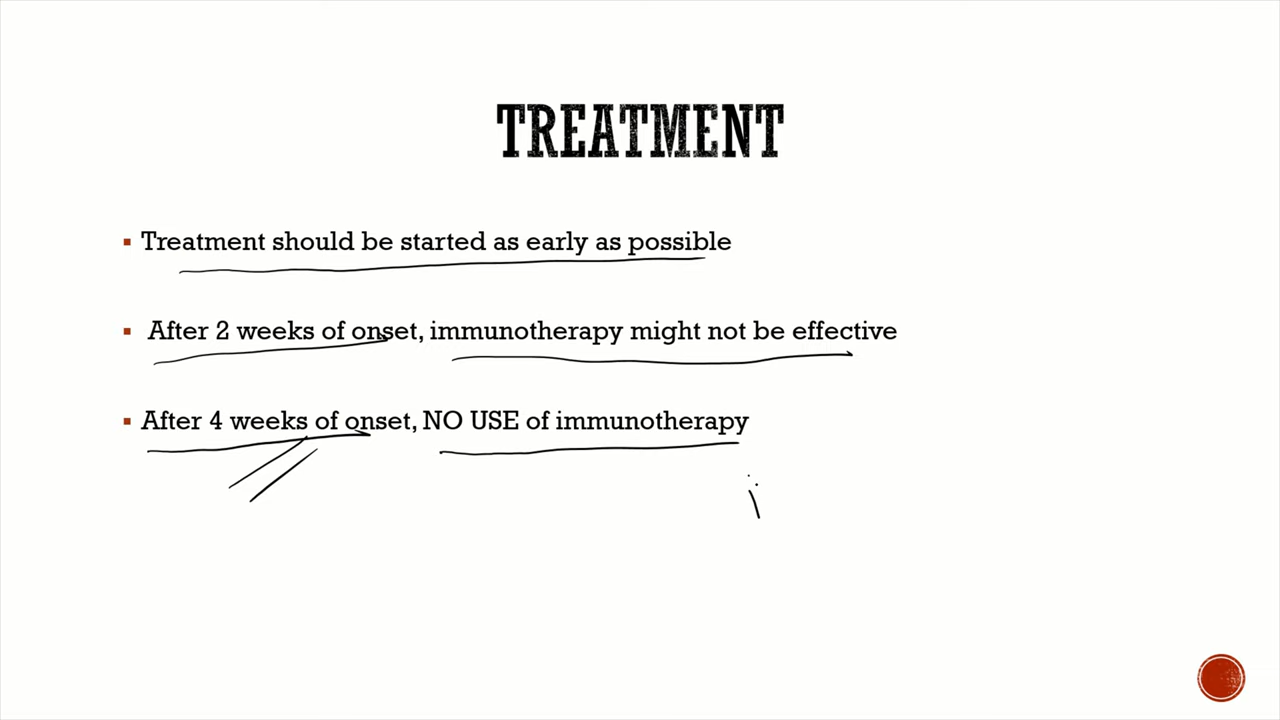 TREATMENT
Treatment should be started as early as possible
After 2 weeks of onset, immunotherapy might not be effective
After 4 weeks of onset, NO USE of immunotherapy